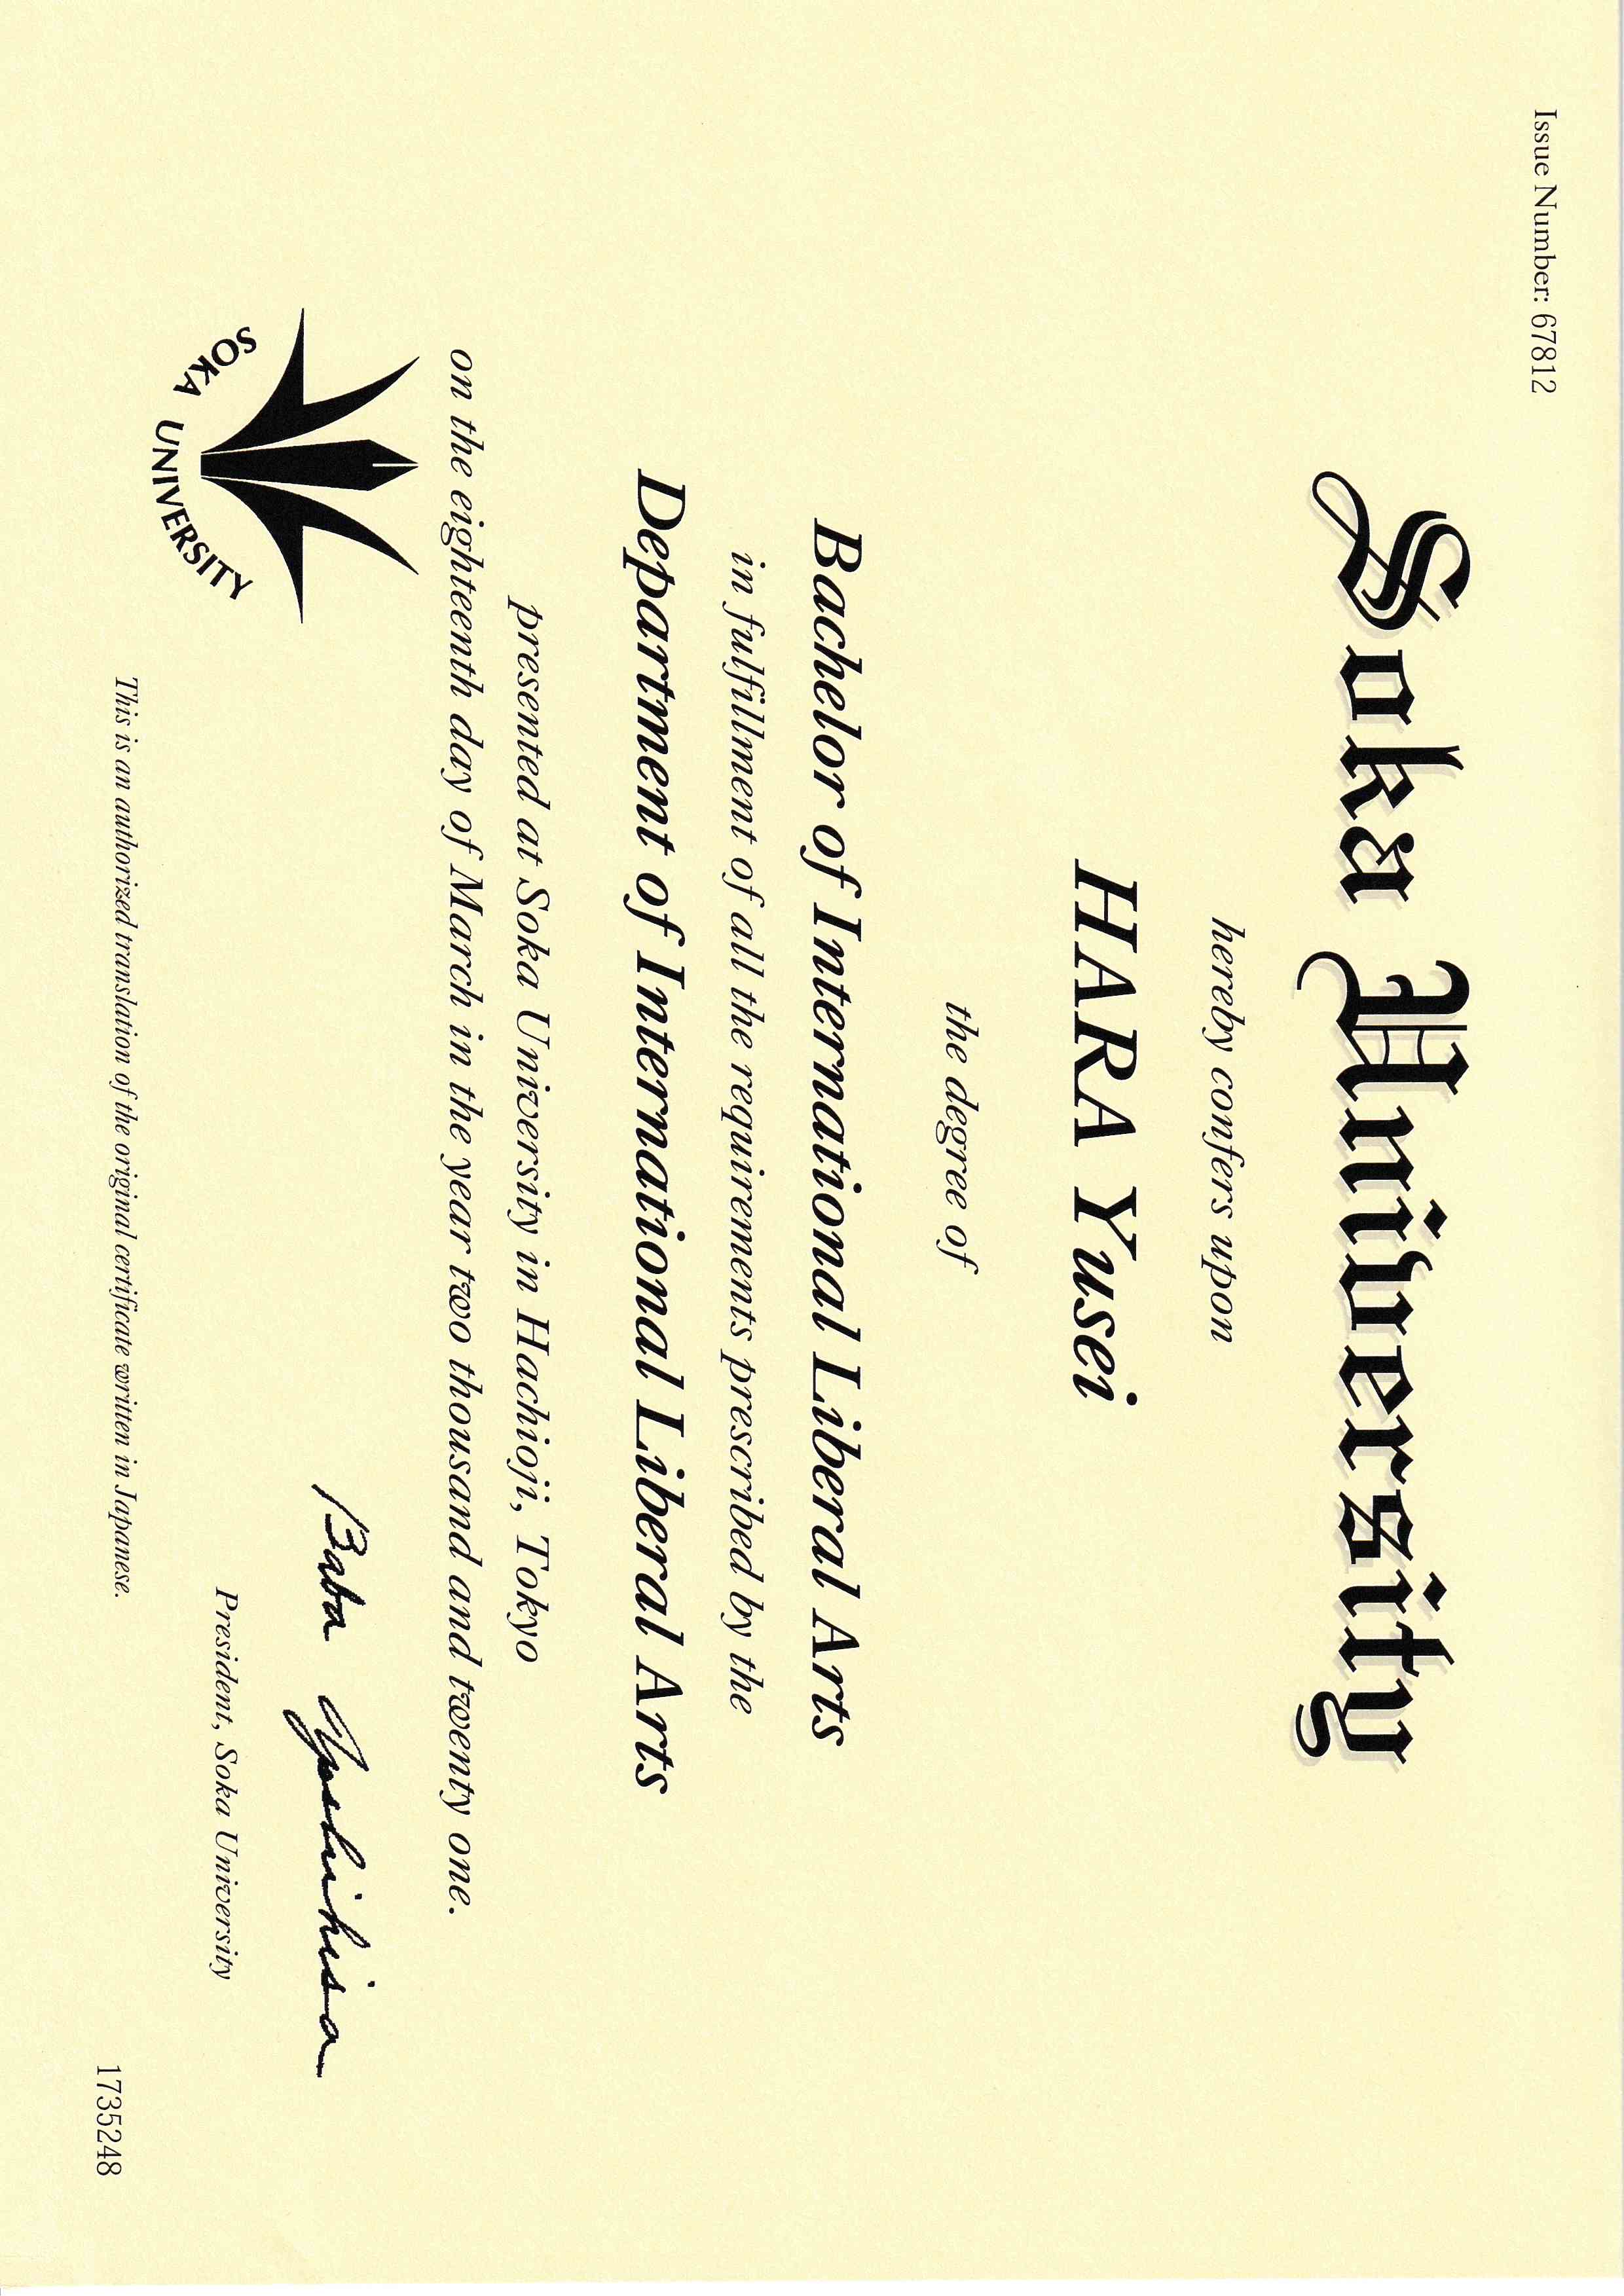 Issue Number: 67812
Soka University
hereby confers upon
HARA Yusei
the degree of
Bachelor of International Liberal Arts
in fulfillment of all the requirements prescribed by the
Department of International Liberal Arts
presented at Soka University in Hachioji, Tokyo
on the eighteenth day of March in the year two thousand and twenty one.
SOKA UNIVERSITY
Baba Yoshihisa
President, Soka University
This is an authorized translation of the original certificate written in Japanese.
1735248